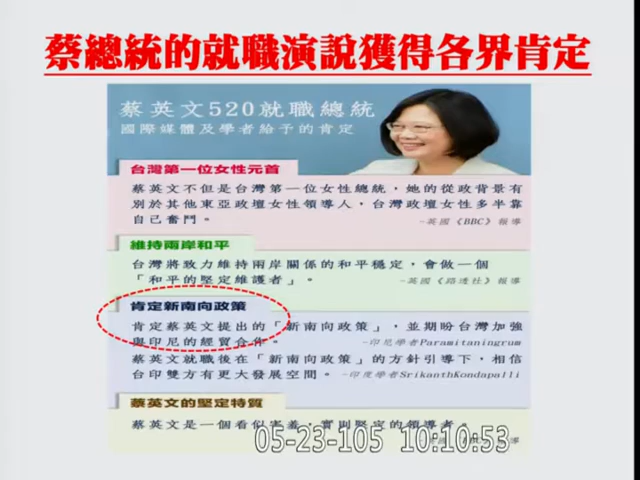 蔡總統的就職演說獲得各界肯定
蔡英文520就職總統
國際媒體及學者給予的肯定
台灣第一位女性元首
蔡英文不但是台灣第一位女性總統，她的從政背景有
別於其他東亞政壇女性領導人，台灣政壇女性多半靠
自己奮鬥。 -英國《BBC》報導
維持兩岸和平
台灣將致力維持兩岸關係的和平穩定，會做一個
「和平的堅定維護者」。 -英國《路透社》報導
肯定新南向政策
肯定蔡英文提出的「新南向政策」，並期盼台灣加強
與印尼的經貿合作。 -印尼學者Paramitaningrum
蔡英文就職後在「新南向政策」的方針引導下，相信
台印雙方有更大發展空間。 -印度學者SrikanthKondapalli
蔡英文的堅定特質
蔡英文是一個看似害羞，實則堅定的領導者。
05-23-105 10:10:53